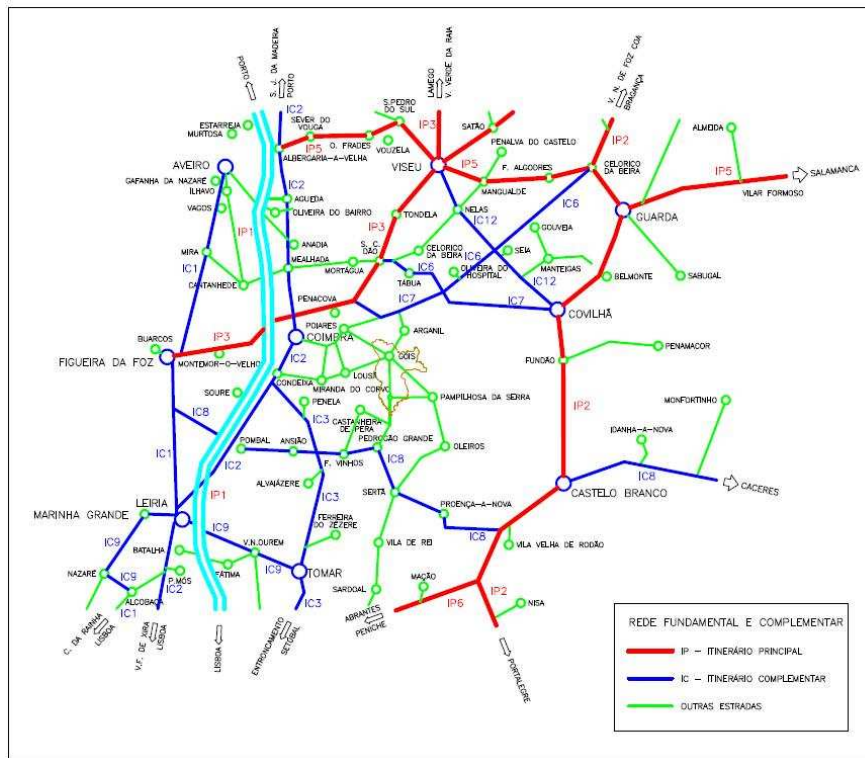 PORTO
S. J. DA MADEIRA
PORTO
LAMEGO
V. VERDE DA RAIA
V. N. DE FOZ COA
BRAGANÇA
IC2
ESTARREJA
MURTOSA
SEVER DO
VOUGA
S.PEDRO
DO SUL
IP3
SATÃO
IP2
ALMEIDA
IP5
O. FRADES
VOUZELA
PENALVA DO CASTELO
ALBERGARIA-A-VELHA
AVEIRO
VISEU
IP5
F. ALGODRES
CELORICO
DA BEIRA
IP5
SALAMANCA
VILAR FORMOSO
GAFANHA DA NAZARÉ
ILHAVO
VAGOS
IC2
AGUEDA
OLIVEIRA DO BAIRRO
MANGUALDE
NELAS
IC12
IC6
GUARDA
TONDELA
IP1
IP3
ANADIA
S. C.
DÃO
CELORICO
DA BEIRA
GOUVEIA
SEIA
MIRA
IC1
MEALHADA
MORTÁGUA
IC6
IC6
OLIVEIRA DO
HOSPITAL
MANTEIGAS
TÁBUA
IC12
BELMONTE
SABUGAL
CANTANHEDE
PENACOVA
IC7
IC7
COVILHÃ
POIARES
ARGANIL
BUARCOS
IP3
COIMBRA
FIGUEIRA DA FOZ
MONTEMOR-O-VELHO
IC2
GÓIS
FUNDÃO
PENAMACOR
CONDEIXA
LOUSÃ
MIRANDA DO CORVO
SOURE
PENELA
PAMPILHOSA DA SERRA
IP2
MONFORTINHO
IC8
IC3
CASTANHEIRA
DE PERA
IC1
IC2
POMBAL
ANSIÃO
PEDROGÃO GRANDE
OLEIROS
IDANHA-A-NOVA
F. VINHOS
IC8
IC8
ALVAIÁZERE
IC3
SERTÃ
CASTELO BRANCO
CACERES
LEIRIA
IP1
MARINHA GRANDE
PROENÇA-A-NOVA
IC9
IC9
FERREIRA
DO ZÊZERE
IC8
BATALHA
V.N.OUREM
VILA DE REI
VILA VELHA DE RODÃO
NAZARÉ
IC9
FÁTIMA
IC9
TOMAR
P.MÓS
MAÇÃO
ALCOBAÇA
IC2
SARDOAL
IP2
IC1
IC3
ABRANTES
PENICHE
IP6
NISA
C. DA RAINHA
LISBOA
V.F. DE XIRA
LISBOA
LISBOA
ENTRONCAMENTO
SETÚBAL
PORTALEGRE
REDE FUNDAMENTAL E COMPLEMENTAR
IP - ITINERÁRIO PRINCIPAL
IC - ITINERÁRIO COMPLEMENTAR
OUTRAS ESTRADAS